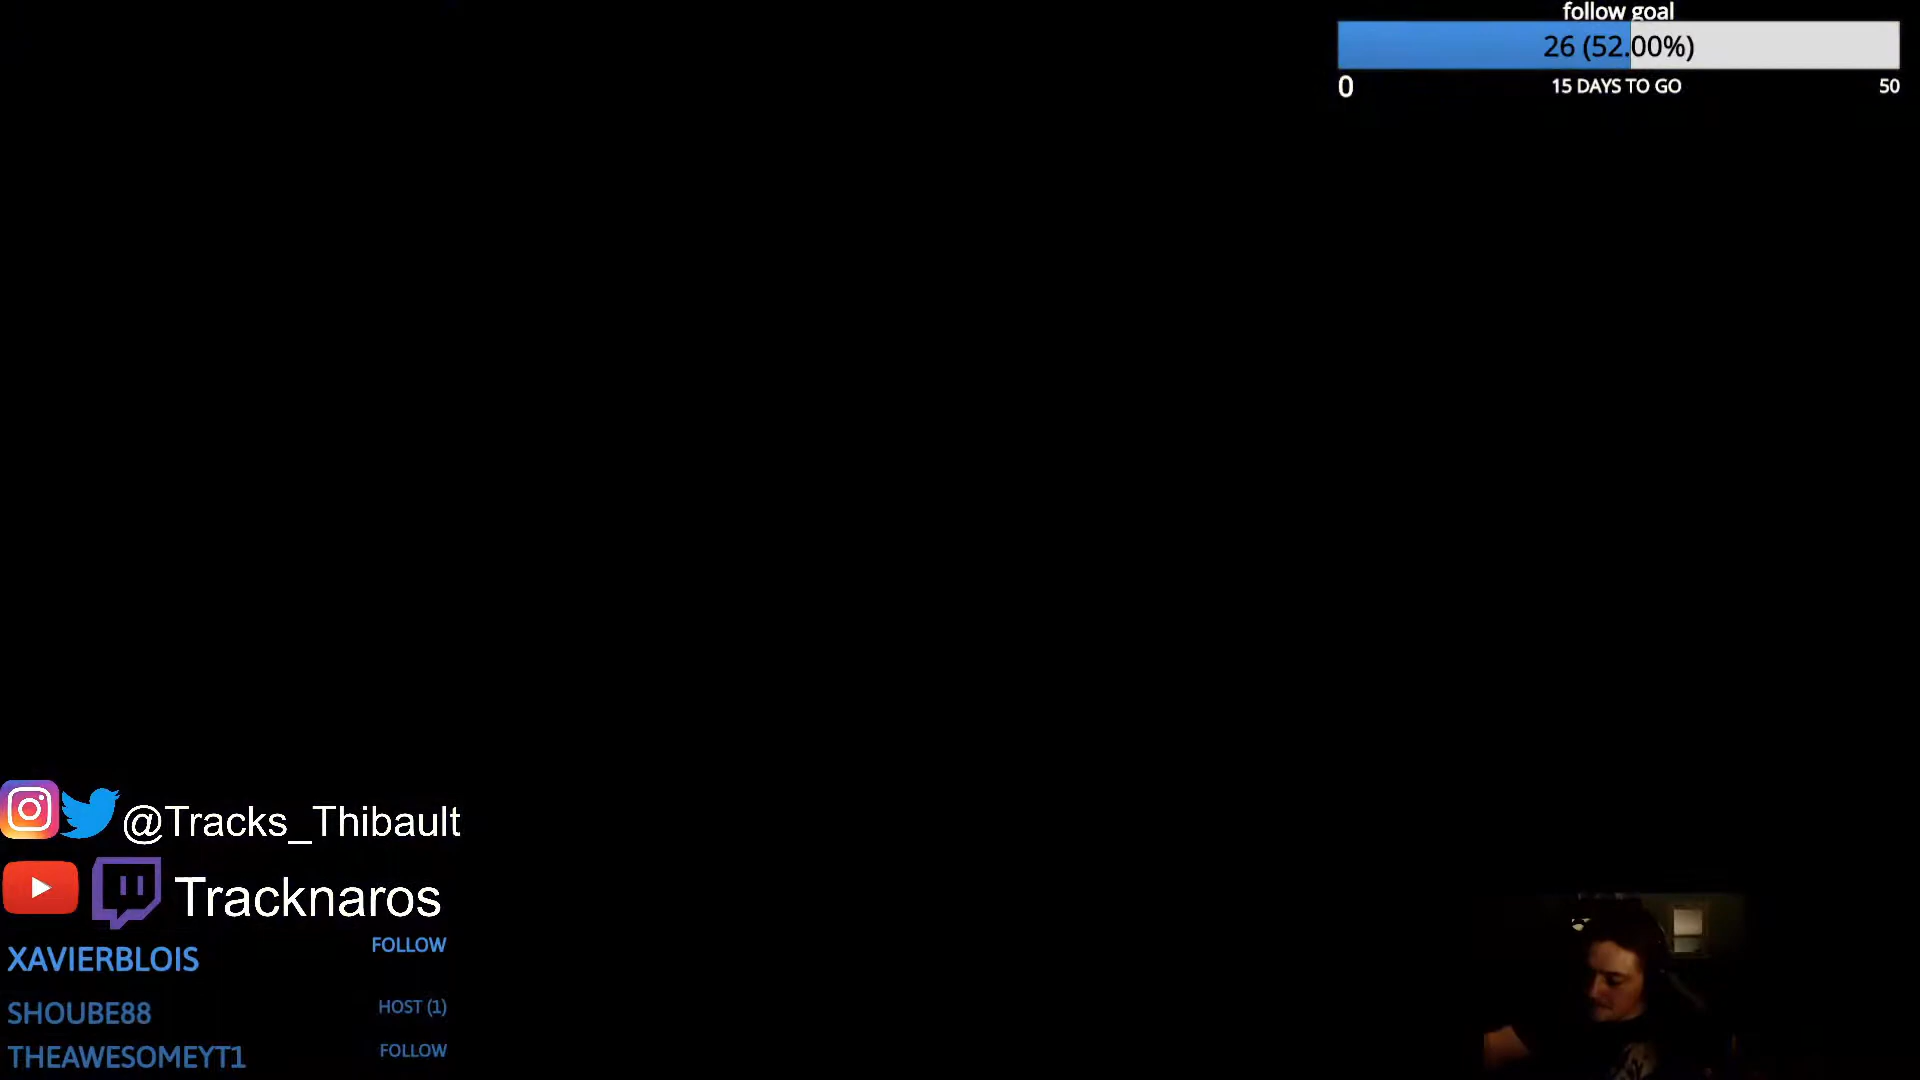 follow goal
26 (52.00%)
0 15 DAYS TO GO 50
@Tracks_Thibault
Tracknaros
XAVIERBLOIS FOLLOW
SHOUBE88 HOST (1)
THEAWESOMEYT1 FOLLOW